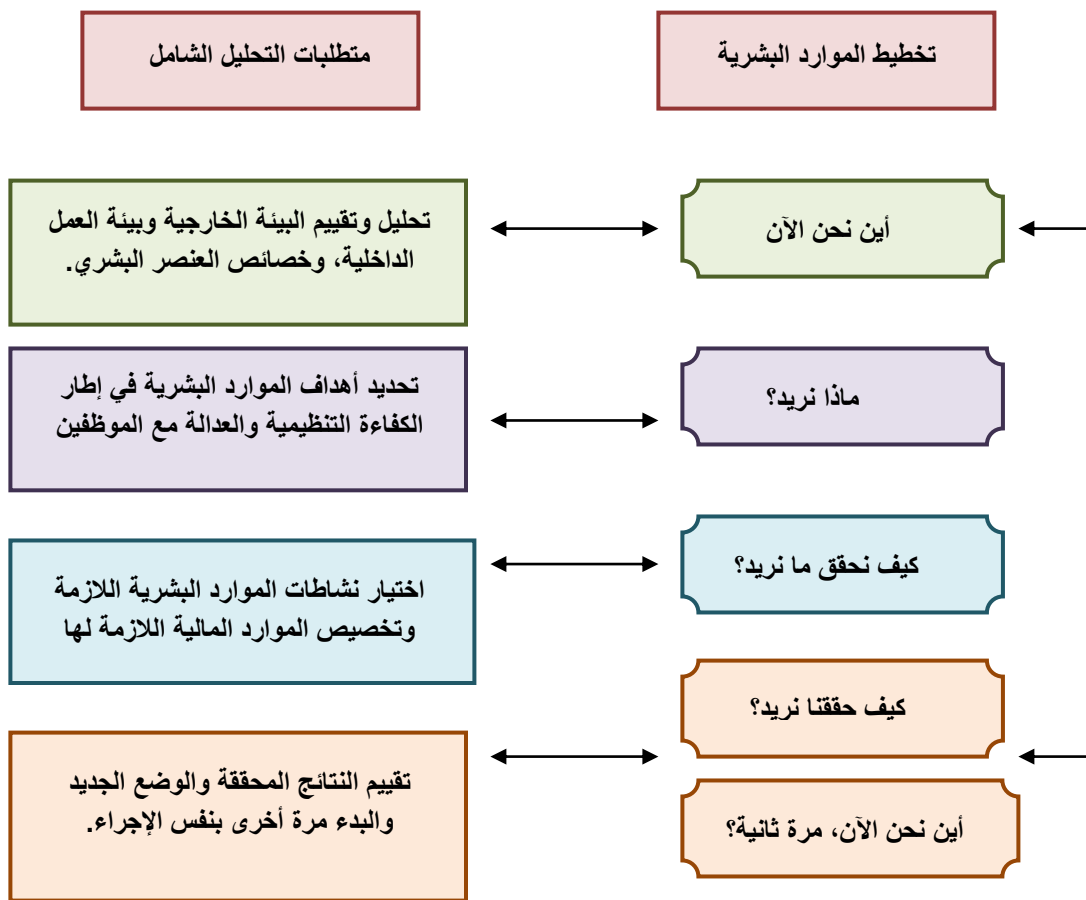 تخطيط الموارد البشرية
متطلبات التحليل الشامل
أين نحن الآن
تحليل وتقييم البيئة الخارجية وبيئة العمل
الداخلية، وخصائص العنصر البشري.
ماذا نريد؟
تحديد أهداف الموارد البشرية في إطار
الكفاءة التنظيمية والعدالة مع الموظفين
كيف نحقق ما نريد؟
اختيار نشاطات الموارد البشرية اللازمة
وتخصيص الموارد المالية اللازمة لها
كيف حققنا نريد؟
أين نحن الآن، مرة ثانية؟
تقييم النتائج المحققة والوضع الجديد
والبدء مرة أخرى بنفس الإجراء.